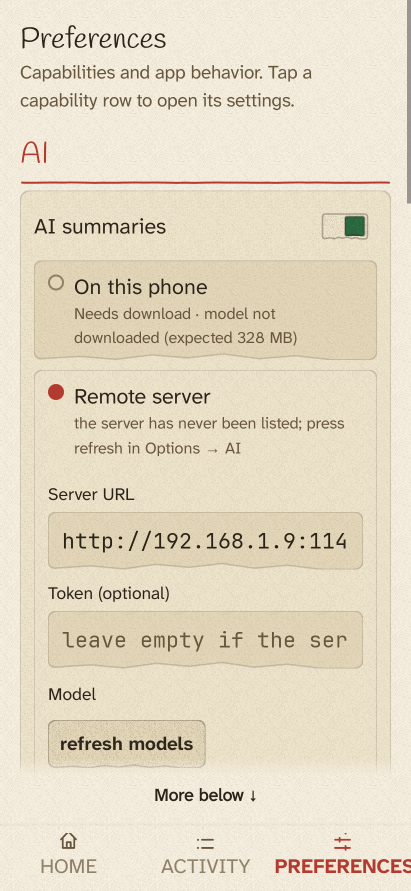 Preferences
Capabilities and app behavior. Tap a
capability row to open its settings.
AI
AI summaries
On this phone
Needs download · model not
downloaded (expected 328 MB)
Remote server
the server has never been listed; press
refresh in Options → AI
Server URL
http://192.168.1.9:114
Token (optional)
leave empty if the ser
Model
refresh models
More below ↓
HOME
ACTIVITY
PREFERENCES